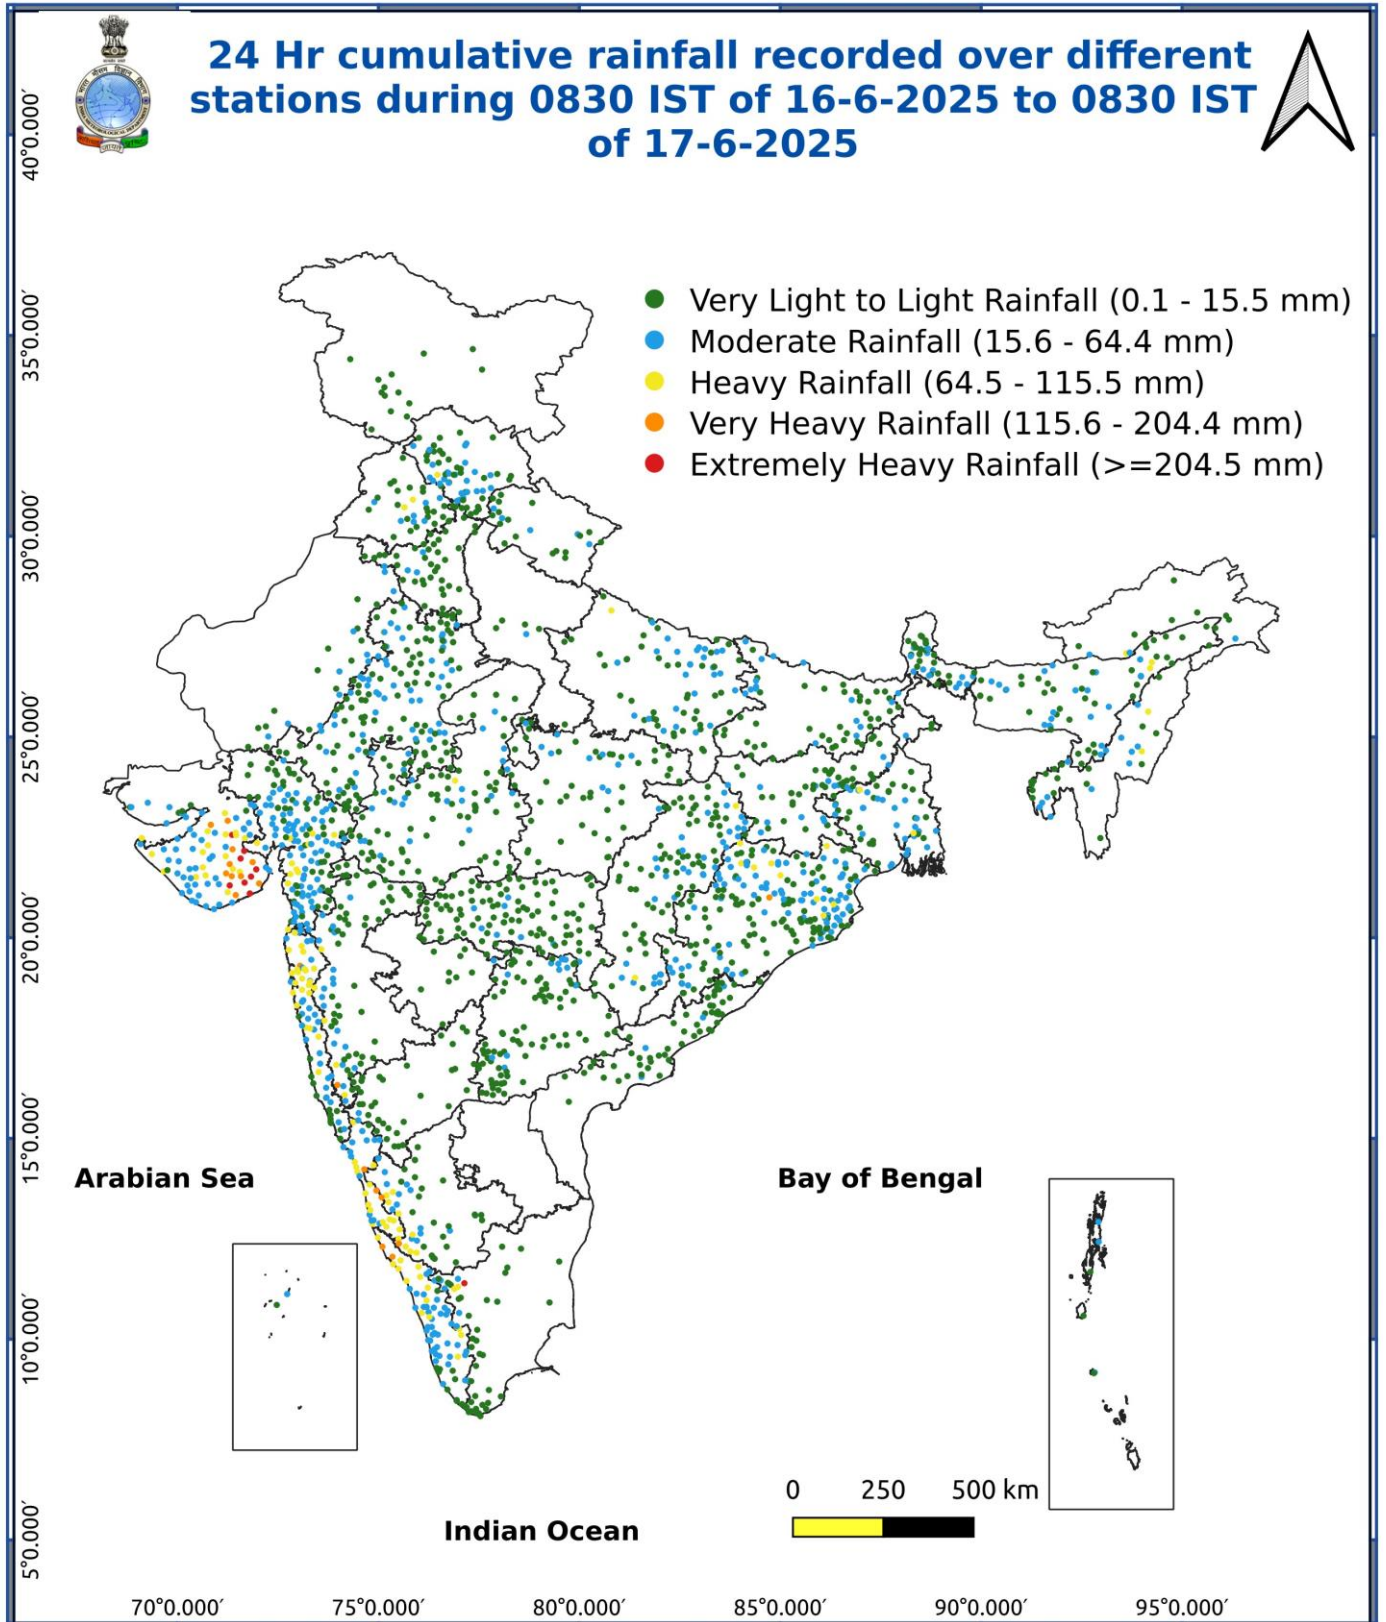 24 Hr cumulative rainfall recorded over different
stations during 0830 IST of 16-6-2025 to 0830 IST
of 17-6-2025
Very Light to Light Rainfall (0.1 - 15.5 mm)
Moderate Rainfall (15.6 - 64.4 mm)
Heavy Rainfall (64.5 - 115.5 mm)
Very Heavy Rainfall (115.6 - 204.4 mm)
Extremely Heavy Rainfall (>=204.5 mm)
40°0.000′
35°0.000′
30°0.000′
25°0.000′
20°0.000′
15°0.000′
10°0.000′
5°0.000′
Arabian Sea
Bay of Bengal
0 250 500 km
Indian Ocean
70°0.000′ 75°0.000′ 80°0.000′ 85°0.000′ 90°0.000′ 95°0.000′